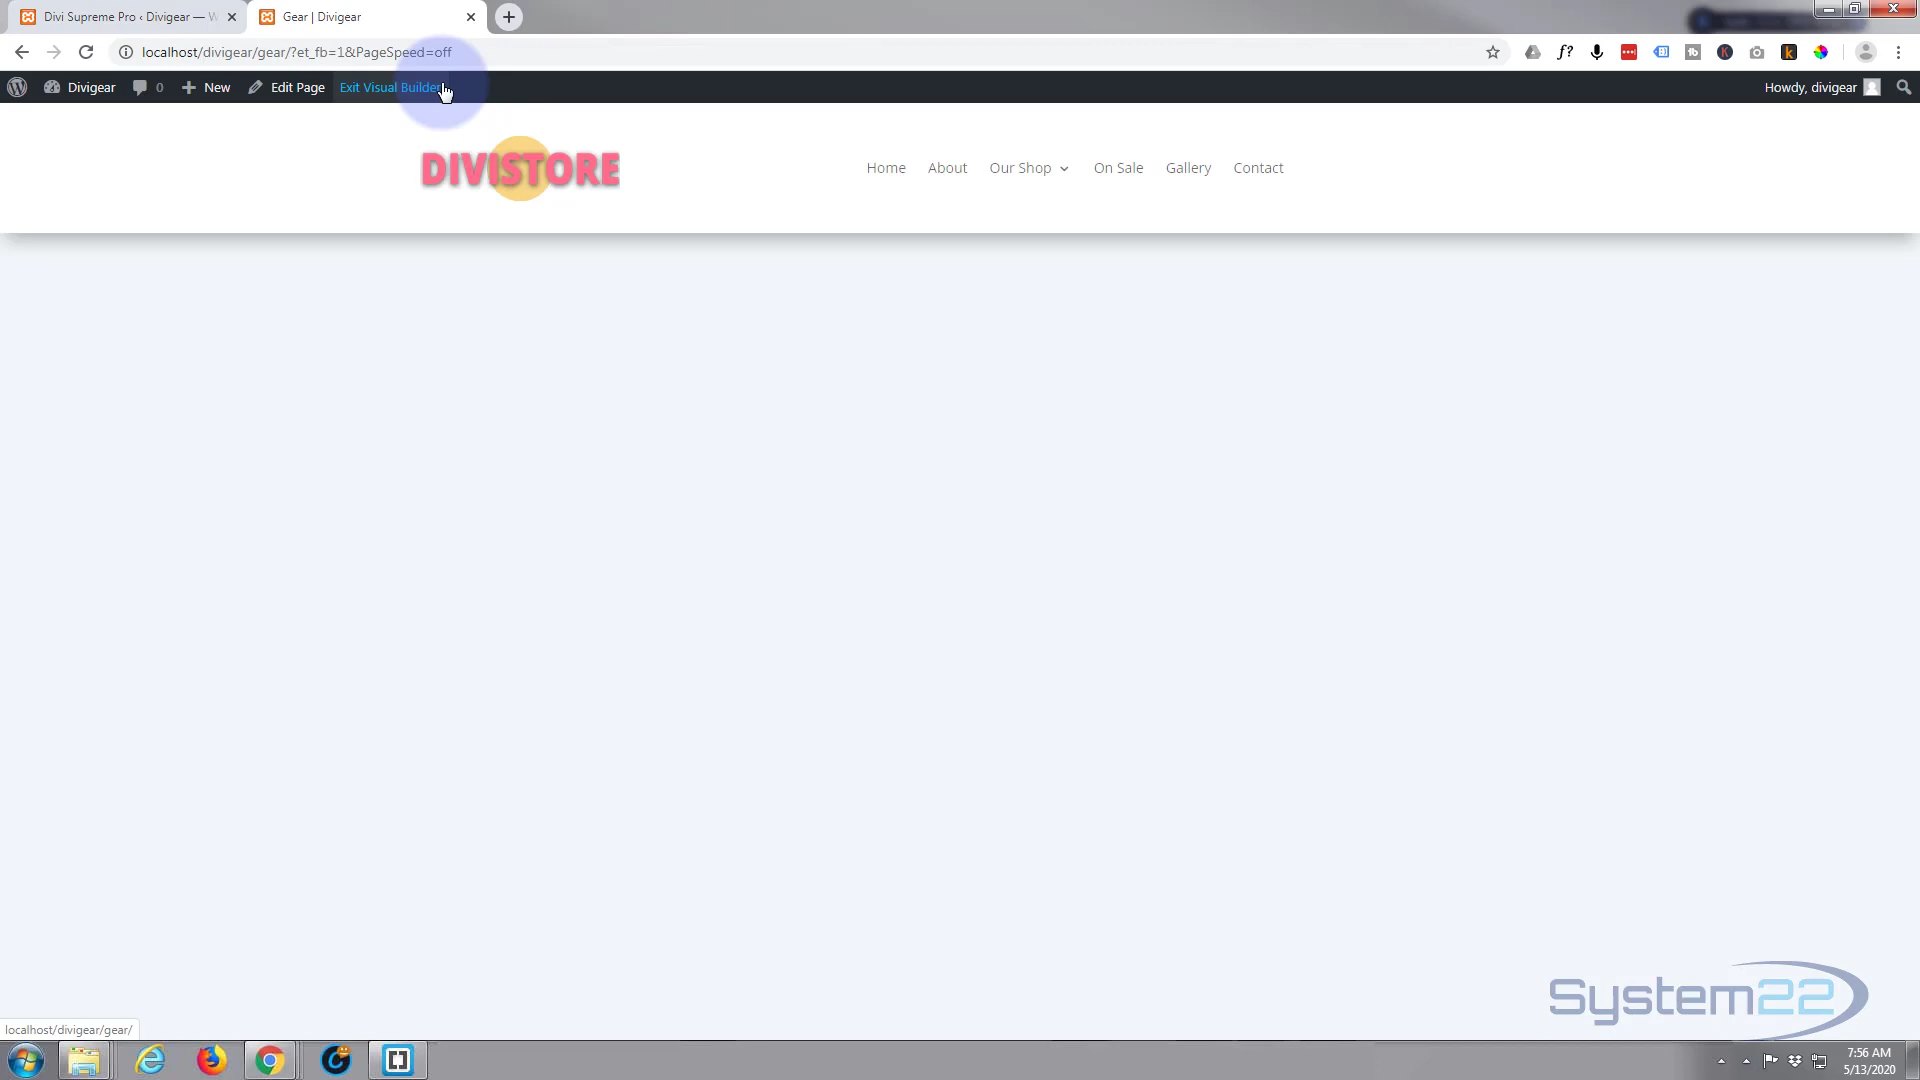 Divi Supreme Pro ‹ Divigear — W
Gear | Divigear
localhost/divigear/gear/?et_fb=1&PageSpeed=off
Divigear
0
New
Edit Page
Exit Visual Builder
Howdy, divigear
DIVISTORE
Home
About
Our Shop
On Sale
Gallery
Contact
System22
localhost/divigear/gear/
7:56 AM
5/13/2020